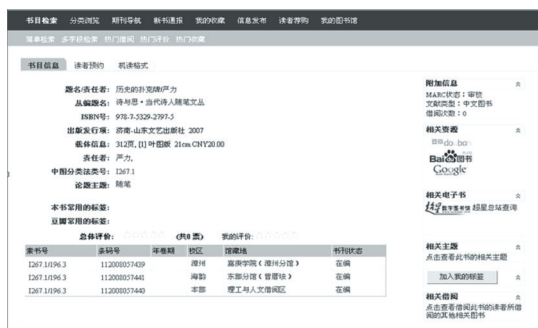 书目检索 分类浏览 期刊导航 新书通报 我的收藏 信息发布 读者荐购 我的图书馆
简单检索 多字段检索 热门借阅 热门评价 热门收藏
书目信息 读者预约 机读格式
题名/责任者: 历史的扑克牌/严力
丛编题名: 诗与思·当代诗人随笔文丛
ISBN号: 978-7-5329-2797-5
出版发行项: 济南-山东文艺出版社 2007
载体信息: 312页, [1] 叶图版 21cm CNY20.00
责任者: 严力,
中图分类法类号: I267.1
论题主题: 随笔
本书常用的标签:
豆瓣常用的标签:
总体评价: (共0 票) 我的评价:
索书号 条码号 年卷期 校区 馆藏地 书刊状态
I267.1/196.3 112008057439 漳州 嘉庚学院(漳州分馆) 在编
I267.1/196.3 112008057441 海韵 东部分馆(曾厝垵) 在编
I267.1/196.3 112008057440 本部 理工与人文借阅区 在编
附加信息
MARC状态:审校
文献类型:中文图书
借阅次数:0
相关资源
Bai 图书
Google
相关电子书
超星总站查询
相关主题
点击查看此书的相关主题
加入我的标签
相关借阅
点击查看借阅此书的读者所借
阅的其他相关图书